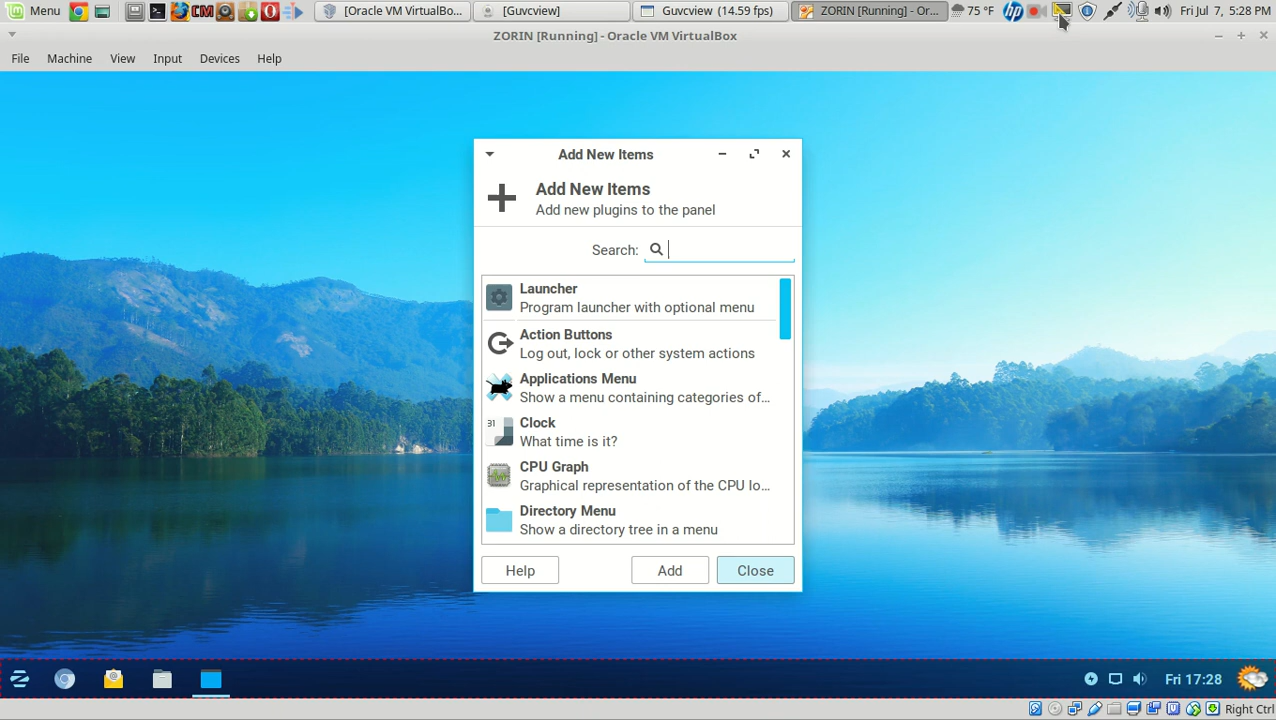 Menu
CM
[Oracle VM VirtualBo...
[Guvcview]
Guvcview (14.59 fps)
ZORIN [Running] - Or...
75 °F
hp
Fri Jul 7, 5:28 PM
ZORIN [Running] - Oracle VM VirtualBox
File Machine View Input Devices Help
Add New Items
Add New Items
Add new plugins to the panel
Search:
Launcher
Program launcher with optional menu
Action Buttons
Log out, lock or other system actions
Applications Menu
Show a menu containing categories of...
31
Clock
What time is it?
CPU Graph
Graphical representation of the CPU lo...
Directory Menu
Show a directory tree in a menu
Help
Add
Close
Fri 17:28
Right Ctrl